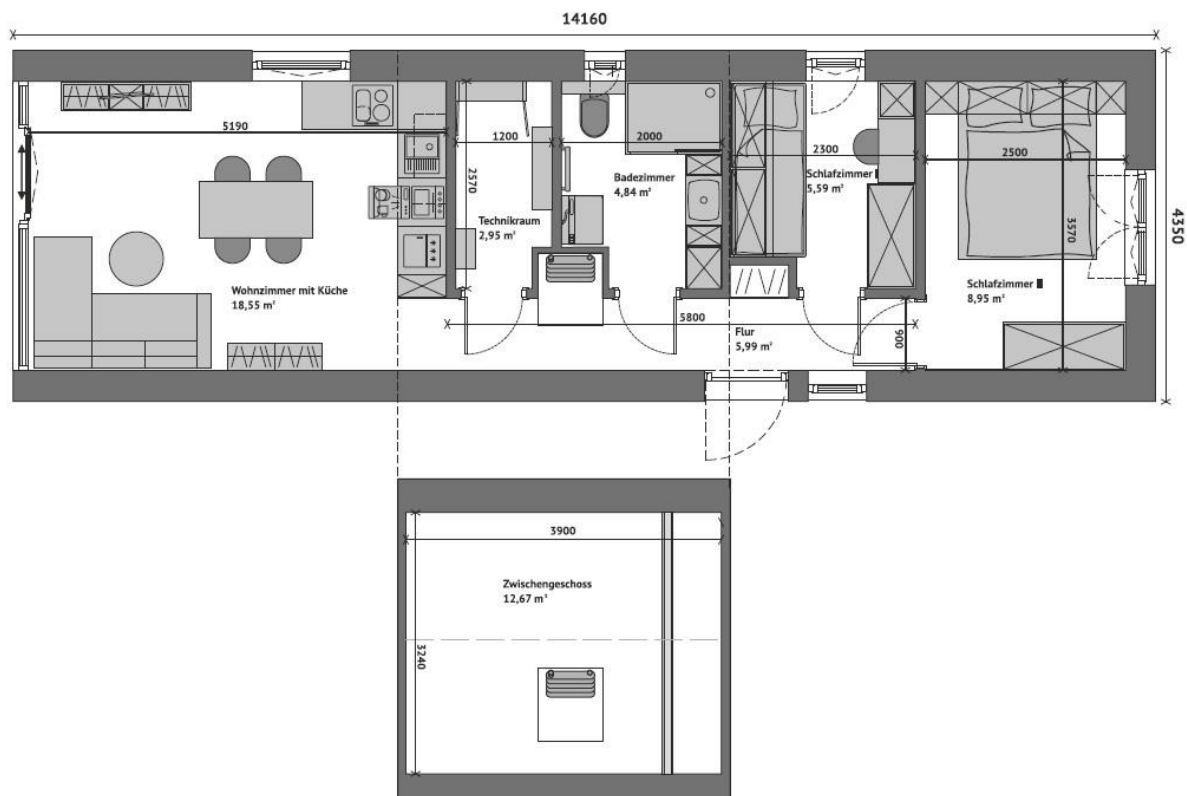 14160
5190
1200
2000
2300
2500
2570
3570
4350
Badezimmer
4,84 m²
Schlafzimmer
5,59 m²
Technikraum
2,95 m²
Wohnzimmer mit Küche
18,55 m²
Schlafzimmer
8,95 m²
5800
Flur
5,99 m²
900
3900
Zwischengeschoss
12,67 m²
3240